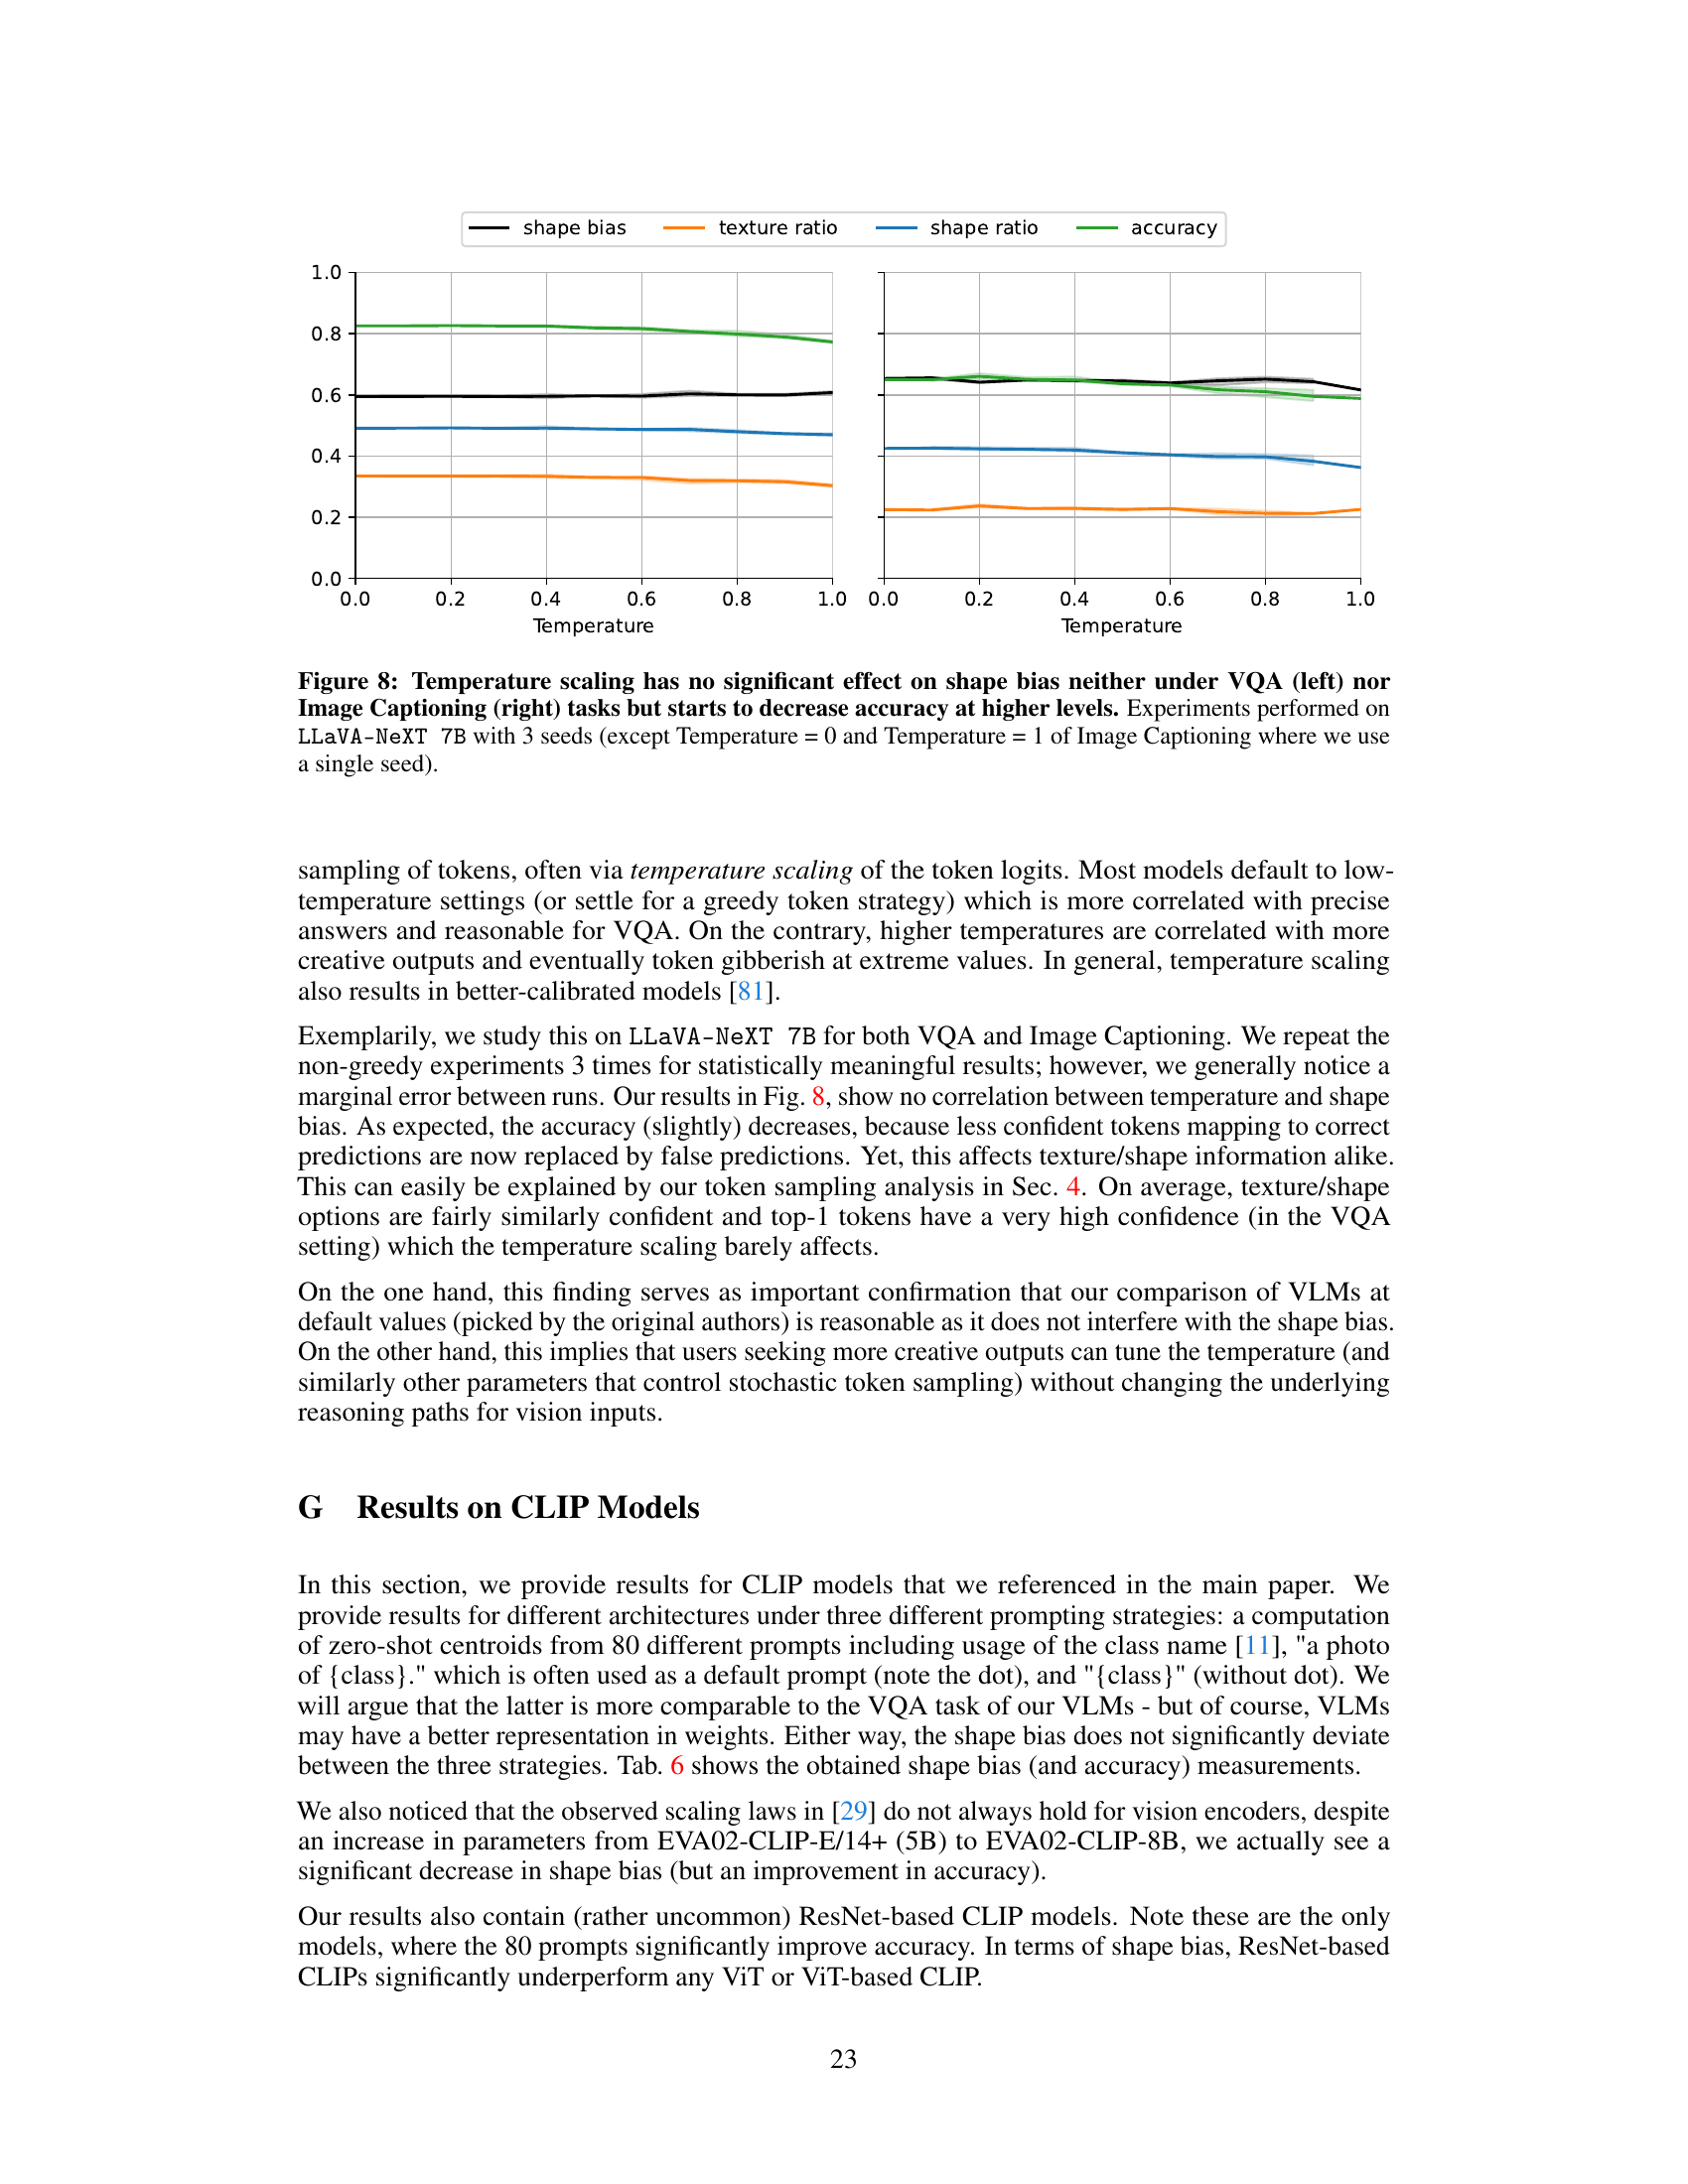 shape bias texture ratio shape ratio accuracy
1.0
0.8
0.6
0.4
0.2
0.0
0.0 0.2 0.4 0.6 0.8 1.0 0.0 0.2 0.4 0.6 0.8 1.0
Temperature Temperature
Figure 8: Temperature scaling has no significant effect on shape bias neither under VQA (left) nor
Image Captioning (right) tasks but starts to decrease accuracy at higher levels. Experiments performed on
LLaVA-NeXT 7B with 3 seeds (except Temperature = 0 and Temperature = 1 of Image Captioning where we use
a single seed).
sampling of tokens, often via temperature scaling of the token logits. Most models default to low-
temperature settings (or settle for a greedy token strategy) which is more correlated with precise
answers and reasonable for VQA. On the contrary, higher temperatures are correlated with more
creative outputs and eventually token gibberish at extreme values. In general, temperature scaling
also results in better-calibrated models [81].
Exemplarily, we study this on LLaVA-NeXT 7B for both VQA and Image Captioning. We repeat the
non-greedy experiments 3 times for statistically meaningful results; however, we generally notice a
marginal error between runs. Our results in Fig. 8, show no correlation between temperature and shape
bias. As expected, the accuracy (slightly) decreases, because less confident tokens mapping to correct
predictions are now replaced by false predictions. Yet, this affects texture/shape information alike.
This can easily be explained by our token sampling analysis in Sec. 4. On average, texture/shape
options are fairly similarly confident and top-1 tokens have a very high confidence (in the VQA
setting) which the temperature scaling barely affects.
On the one hand, this finding serves as important confirmation that our comparison of VLMs at
default values (picked by the original authors) is reasonable as it does not interfere with the shape bias.
On the other hand, this implies that users seeking more creative outputs can tune the temperature (and
similarly other parameters that control stochastic token sampling) without changing the underlying
reasoning paths for vision inputs.
G Results on CLIP Models
In this section, we provide results for CLIP models that we referenced in the main paper. We
provide results for different architectures under three different prompting strategies: a computation
of zero-shot centroids from 80 different prompts including usage of the class name [11], "a photo
of {class}." which is often used as a default prompt (note the dot), and "{class}" (without dot). We
will argue that the latter is more comparable to the VQA task of our VLMs - but of course, VLMs
may have a better representation in weights. Either way, the shape bias does not significantly deviate
between the three strategies. Tab. 6 shows the obtained shape bias (and accuracy) measurements.
We also noticed that the observed scaling laws in [29] do not always hold for vision encoders, despite
an increase in parameters from EVA02-CLIP-E/14+ (5B) to EVA02-CLIP-8B, we actually see a
significant decrease in shape bias (but an improvement in accuracy).
Our results also contain (rather uncommon) ResNet-based CLIP models. Note these are the only
models, where the 80 prompts significantly improve accuracy. In terms of shape bias, ResNet-based
CLIPs significantly underperform any ViT or ViT-based CLIP.
23